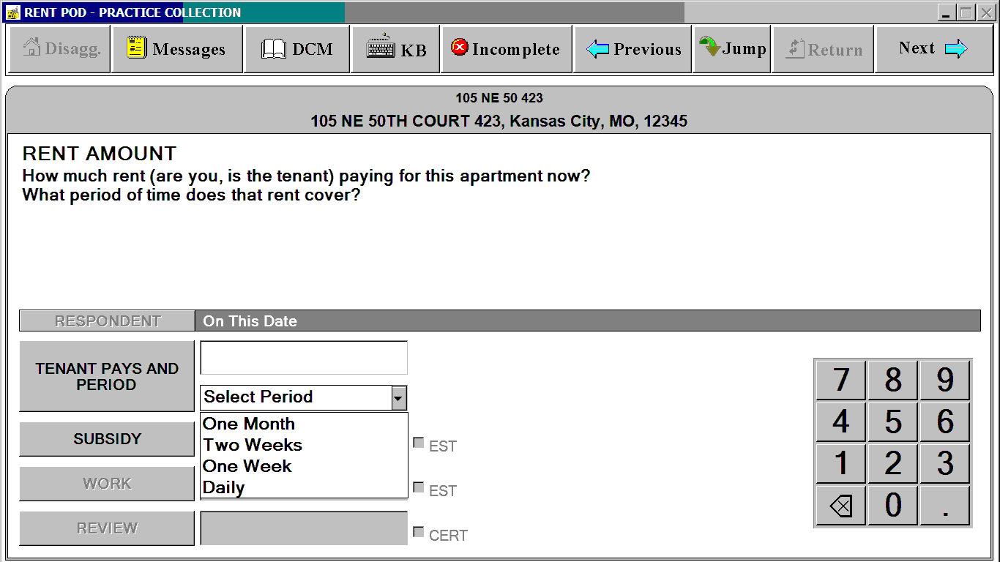 RENT POD - PRACTICE COLLECTION
Disagg. Messages DCM KB Incomplete Previous Jump Return Next
105 NE 50 423
105 NE 50TH COURT 423, Kansas City, MO, 12345
RENT AMOUNT
How much rent (are you, is the tenant) paying for this apartment now?
What period of time does that rent cover?
RESPONDENT On This Date
TENANT PAYS AND
PERIOD
Select Period
One Month
Two Weeks
One Week
Daily
SUBSIDY
EST
WORK
EST
REVIEW
CERT
7 8 9
4 5 6
1 2 3
0 .